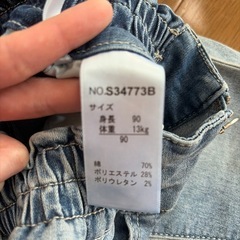 NO.S34773B
サイズ
身長 90
体重 13kg
90
綿 70%
ポリエステル 28%
ポリウレタン 2%